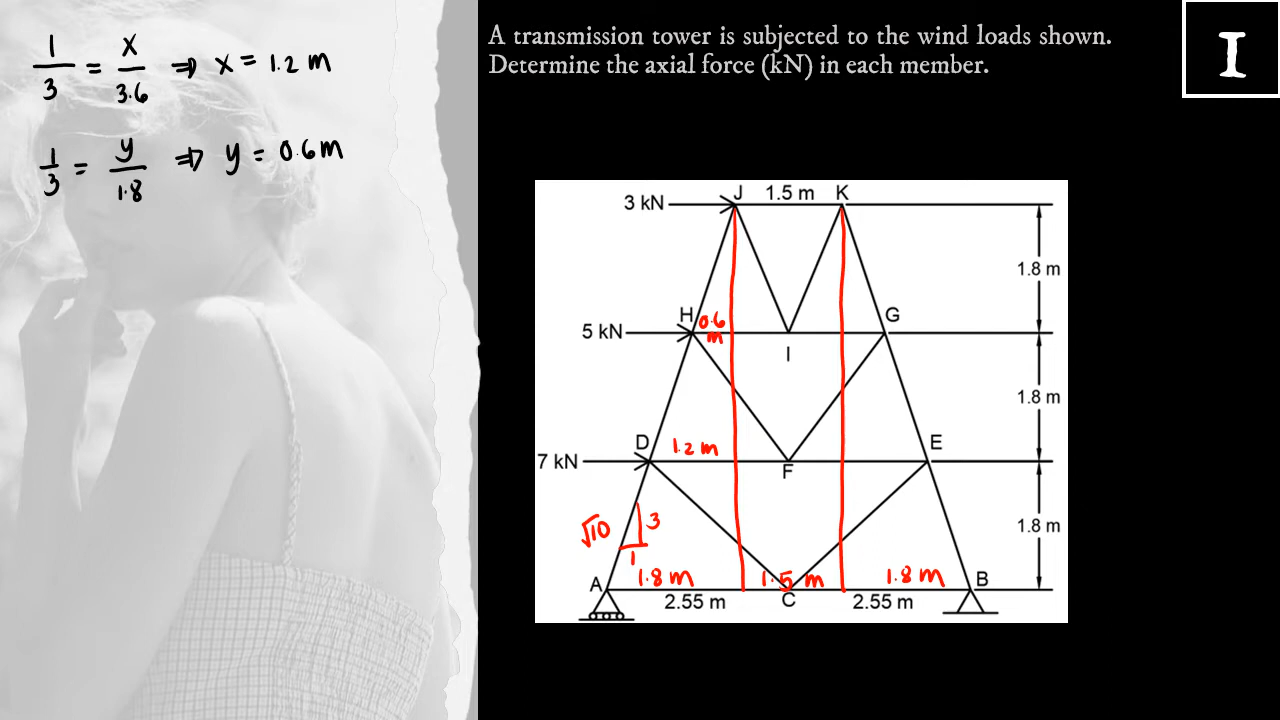 1/3 = x/3.6 ⇒ x = 1.2 m
1/3 = y/1.8 ⇒ y = 0.6m
A transmission tower is subjected to the wind loads shown.
Determine the axial force (kN) in each member.
I
3 kN J 1.5 m K
1.8 m
5 kN H 0.6 m G
I
1.8 m
7 kN D 1.2 m E
F
√10 3 1
1.8 m
A 1.8 m 1.5 m 1.8 m B
2.55 m C 2.55 m